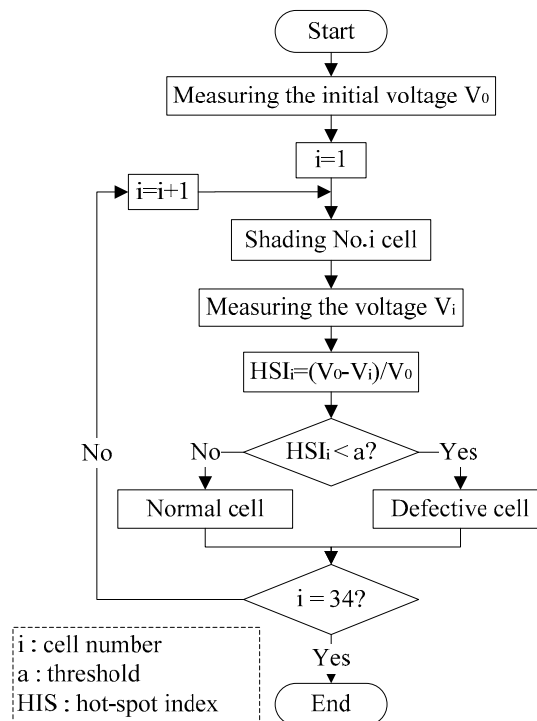 Start
Measuring the initial voltage V₀
i=1
i=i+1
Shading No.i cell
Measuring the voltage Vᵢ
HSIᵢ=(V₀-Vᵢ)/V₀
No
HSIᵢ < a?
Yes
No
Normal cell
Defective cell
i = 34?
Yes
End
i : cell number
a : threshold
HIS : hot-spot index